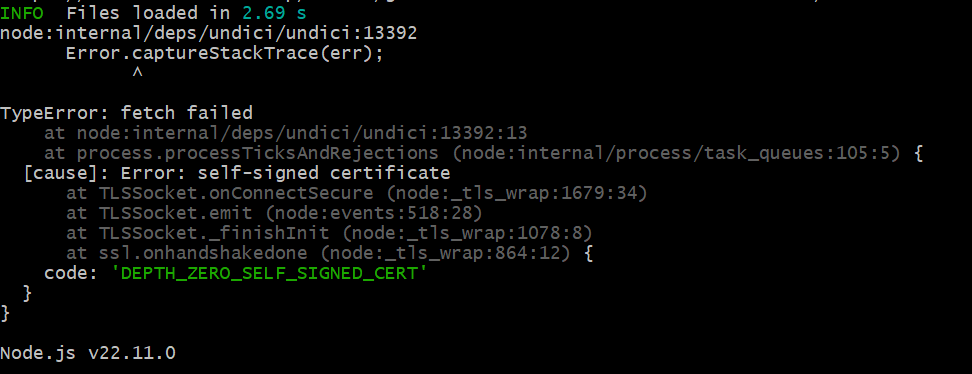 INFO  Files loaded in 2.69 s
node:internal/deps/undici/undici:13392
      Error.captureStackTrace(err);
            ^
TypeError: fetch failed
    at node:internal/deps/undici/undici:13392:13
    at process.processTicksAndRejections (node:internal/process/task_queues:105:5) {
  [cause]: Error: self-signed certificate
      at TLSSocket.onConnectSecure (node:_tls_wrap:1679:34)
      at TLSSocket.emit (node:events:518:28)
      at TLSSocket._finishInit (node:_tls_wrap:1078:8)
      at ssl.onhandshakedone (node:_tls_wrap:864:12) {
    code: 'DEPTH_ZERO_SELF_SIGNED_CERT'
  }
}
Node.js v22.11.0